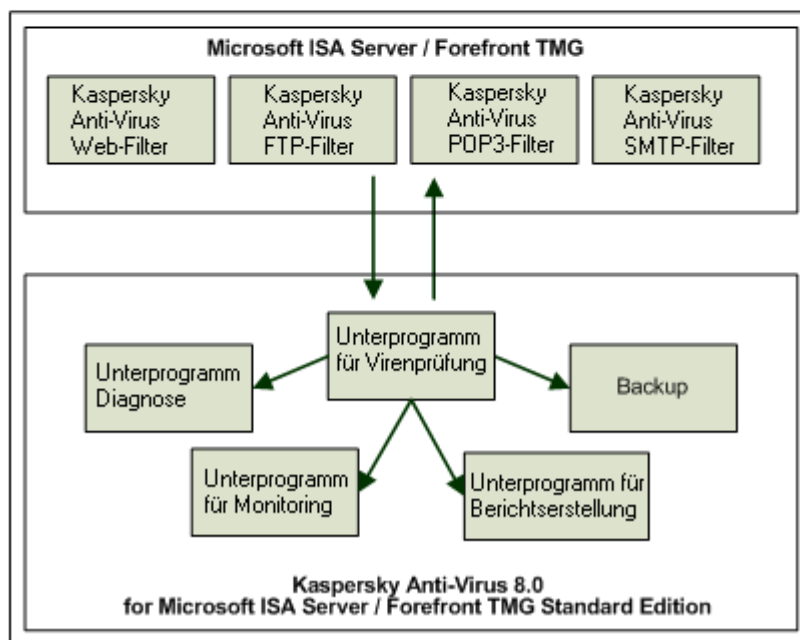 Microsoft ISA Server / Forefront TMG
Kaspersky
Anti-Virus
Web-Filter
Kaspersky
Anti-Virus
FTP-Filter
Kaspersky
Anti-Virus
POP3-Filter
Kaspersky
Anti-Virus
SMTP-Filter
Unterprogramm
für Virenprüfung
Unterprogramm
Diagnose
Backup
Unterprogramm
für Monitoring
Unterprogramm für
Berichtserstellung
Kaspersky Anti-Virus 8.0
for Microsoft ISA Server / Forefront TMG Standard Edition